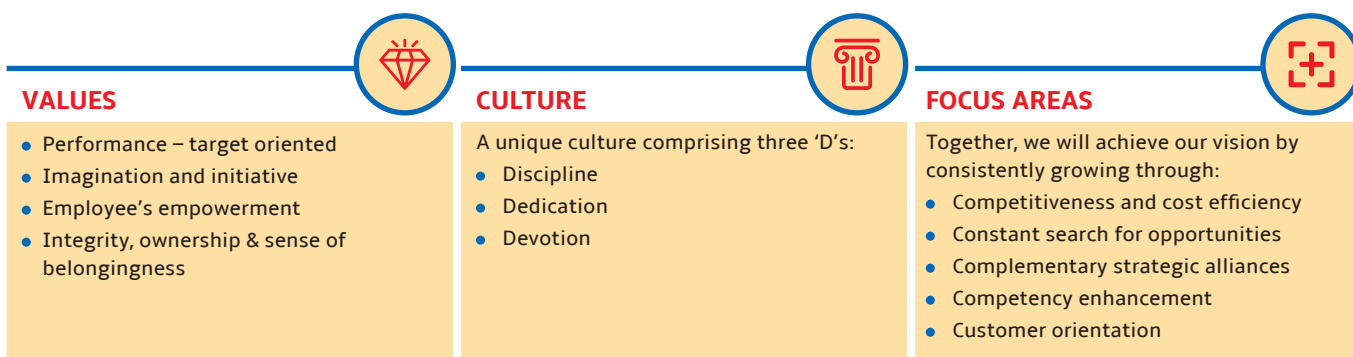 VALUES
• Performance – target oriented
• Imagination and initiative
• Employee's empowerment
• Integrity, ownership & sense of
belongingness
CULTURE
A unique culture comprising three 'D's:
• Discipline
• Dedication
• Devotion
FOCUS AREAS
Together, we will achieve our vision by
consistently growing through:
• Competitiveness and cost efficiency
• Constant search for opportunities
• Complementary strategic alliances
• Competency enhancement
• Customer orientation